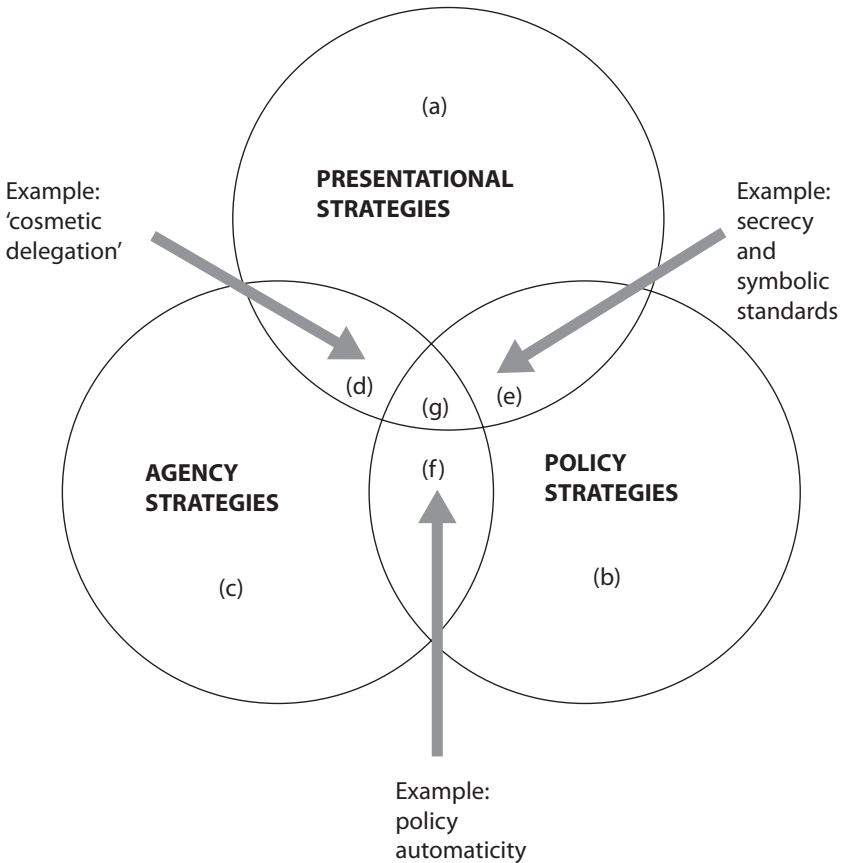 (a)
PRESENTATIONAL
STRATEGIES
Example:
‘cosmetic
delegation’
Example:
secrecy
and
symbolic
standards
(d)
(g)
(e)
AGENCY
STRATEGIES
(f)
POLICY
STRATEGIES
(c)
(b)
Example:
policy
automaticity